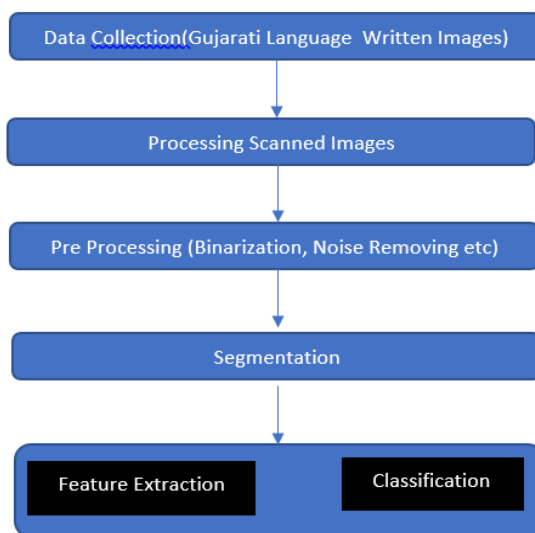 Data Collection(Gujarati Language Written Images)
Processing Scanned Images
Pre Processing (Binarization, Noise Removing etc)
Segmentation
Feature Extraction
Classification